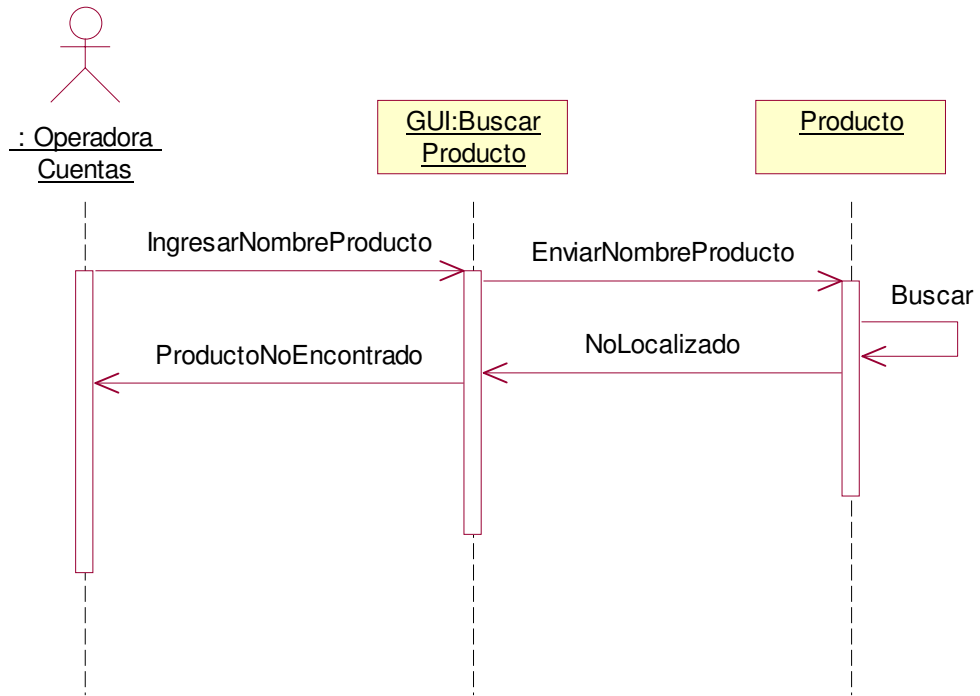 : Operadora
Cuentas
GUI:Buscar
Producto
Producto
IngresarNombreProducto
EnviarNombreProducto
Buscar
NoLocalizado
ProductoNoEncontrado